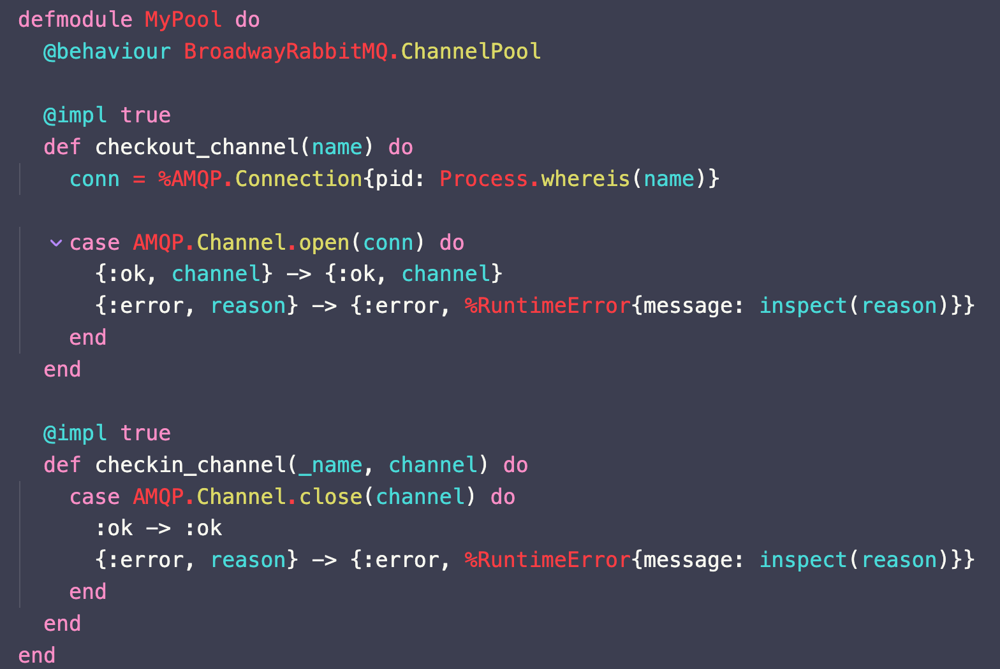 defmodule MyPool do
  @behaviour BroadwayRabbitMQ.ChannelPool

  @impl true
  def checkout_channel(name) do
    conn = %AMQP.Connection{pid: Process.whereis(name)}

    case AMQP.Channel.open(conn) do
      {:ok, channel} -> {:ok, channel}
      {:error, reason} -> {:error, %RuntimeError{message: inspect(reason)}}
    end
  end

  @impl true
  def checkin_channel(_name, channel) do
    case AMQP.Channel.close(channel) do
      :ok -> :ok
      {:error, reason} -> {:error, %RuntimeError{message: inspect(reason)}}
    end
  end
end